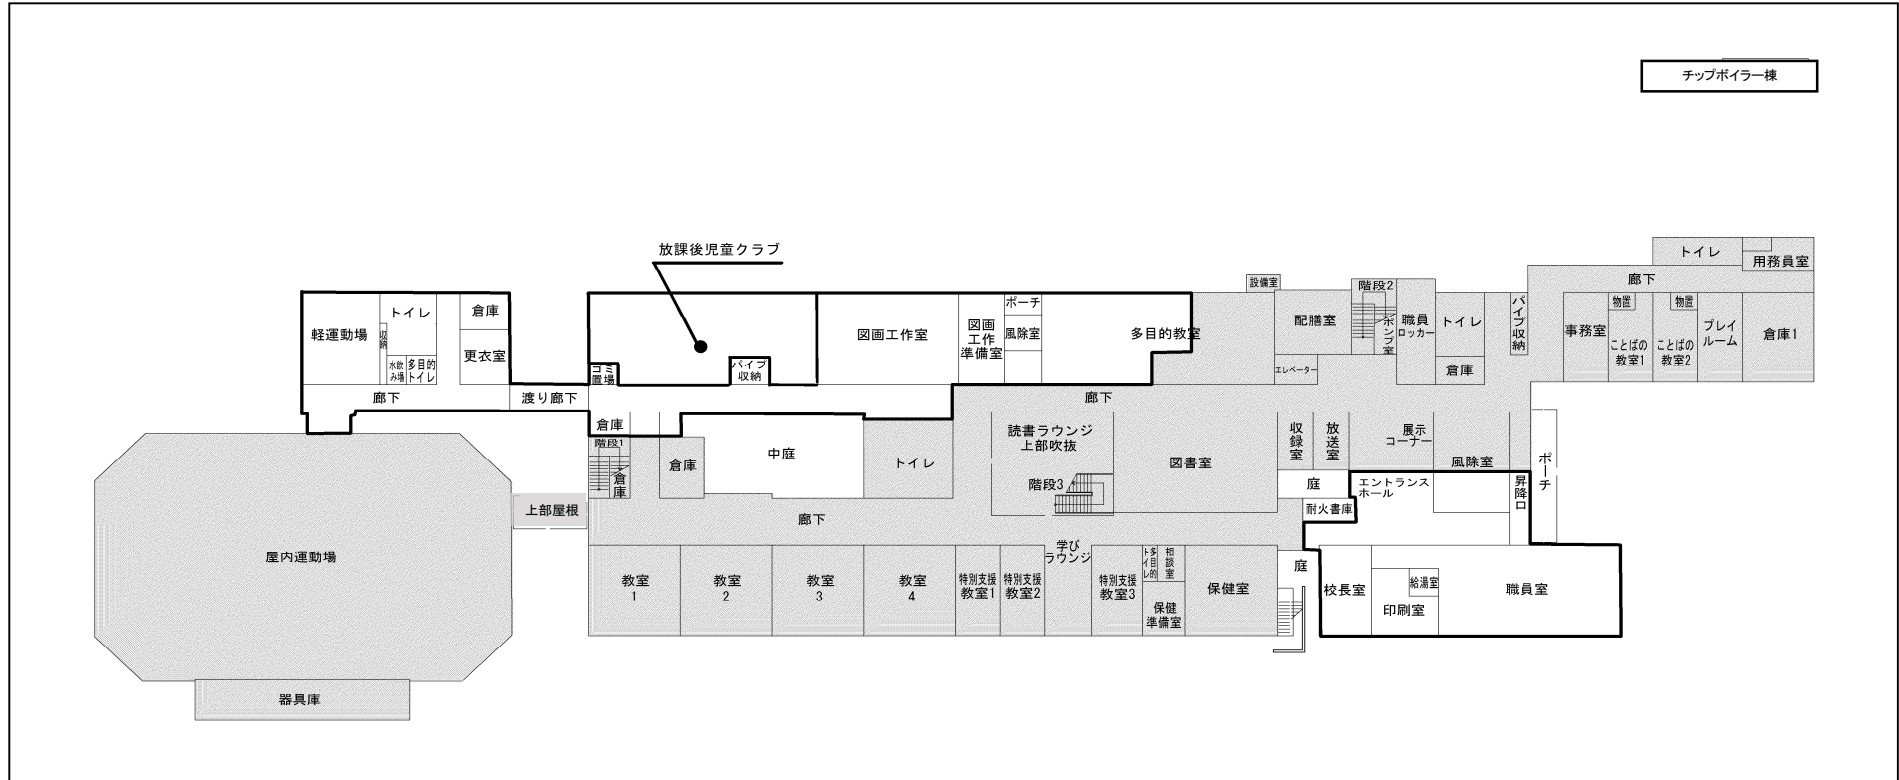 チップボイラー棟
放課後児童クラブ
トイレ
用務員室
廊下
設備室
階段2
ポンプ室
配膳室
職員
ロッカー
トイレ
倉庫
パイプ収納
物置
物置
事務室
ことばの
教室1
ことばの
教室2
プレイ
ルーム
倉庫1
エレベーター
軽運動場
収納
トイレ
水飲
み場
多目的
トイレ
倉庫
更衣室
廊下
渡り廊下
ゴミ
置場
パイプ
収納
図画工作室
図画
工作
準備室
ポーチ
風除室
多目的教室
廊下
倉庫
階段1
倉庫
倉庫
中庭
トイレ
読書ラウンジ
上部吹抜
階段3
図書室
収録室
放送室
展示
コーナー
風除室
ポーチ
庭
エントランス
ホール
昇降口
耐火書庫
上部屋根
廊下
屋内運動場
器具庫
教室
1
教室
2
教室
3
教室
4
特別支援
教室1
特別支援
教室2
学び
ラウンジ
特別支援
教室3
多目的
トイレ
相談室
保健
準備室
保健室
庭
校長室
給湯室
印刷室
職員室